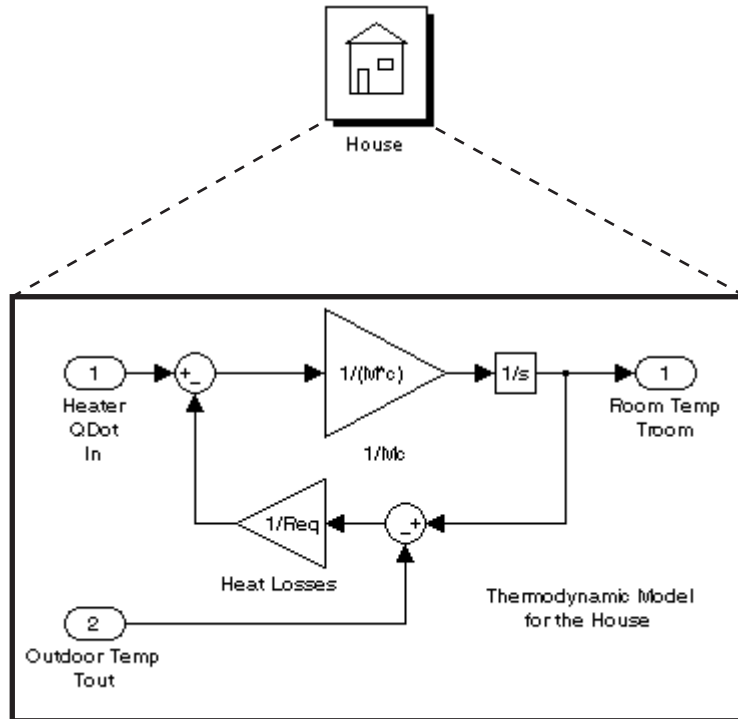 House
1
Heater
QDot
In
+
_
1/(M*c)
1/Mc
1/s
1
Room Temp
Troom
1/Req
Heat Losses
_
+
2
Outdoor Temp
Tout
Thermodynamic Model
for the House